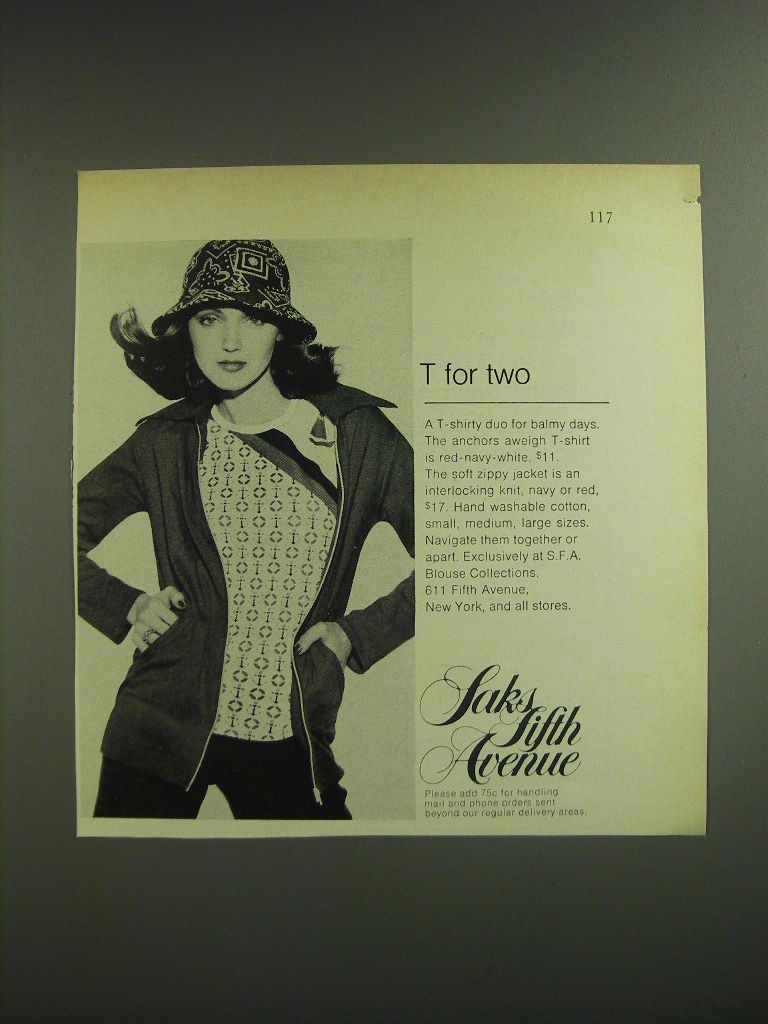 117
T for two
A T-shirty duo for balmy days.
The anchors aweigh T-shirt
is red-navy-white, $11.
The soft zippy jacket is an
interlocking knit, navy or red,
$17. Hand washable cotton,
small, medium, large sizes.
Navigate them together or
apart. Exclusively at S.F.A.
Blouse Collections.
611 Fifth Avenue,
New York, and all stores.
Saks
Fifth
Avenue
Please add 75c for handling
mail and phone orders sent
beyond our regular delivery areas.